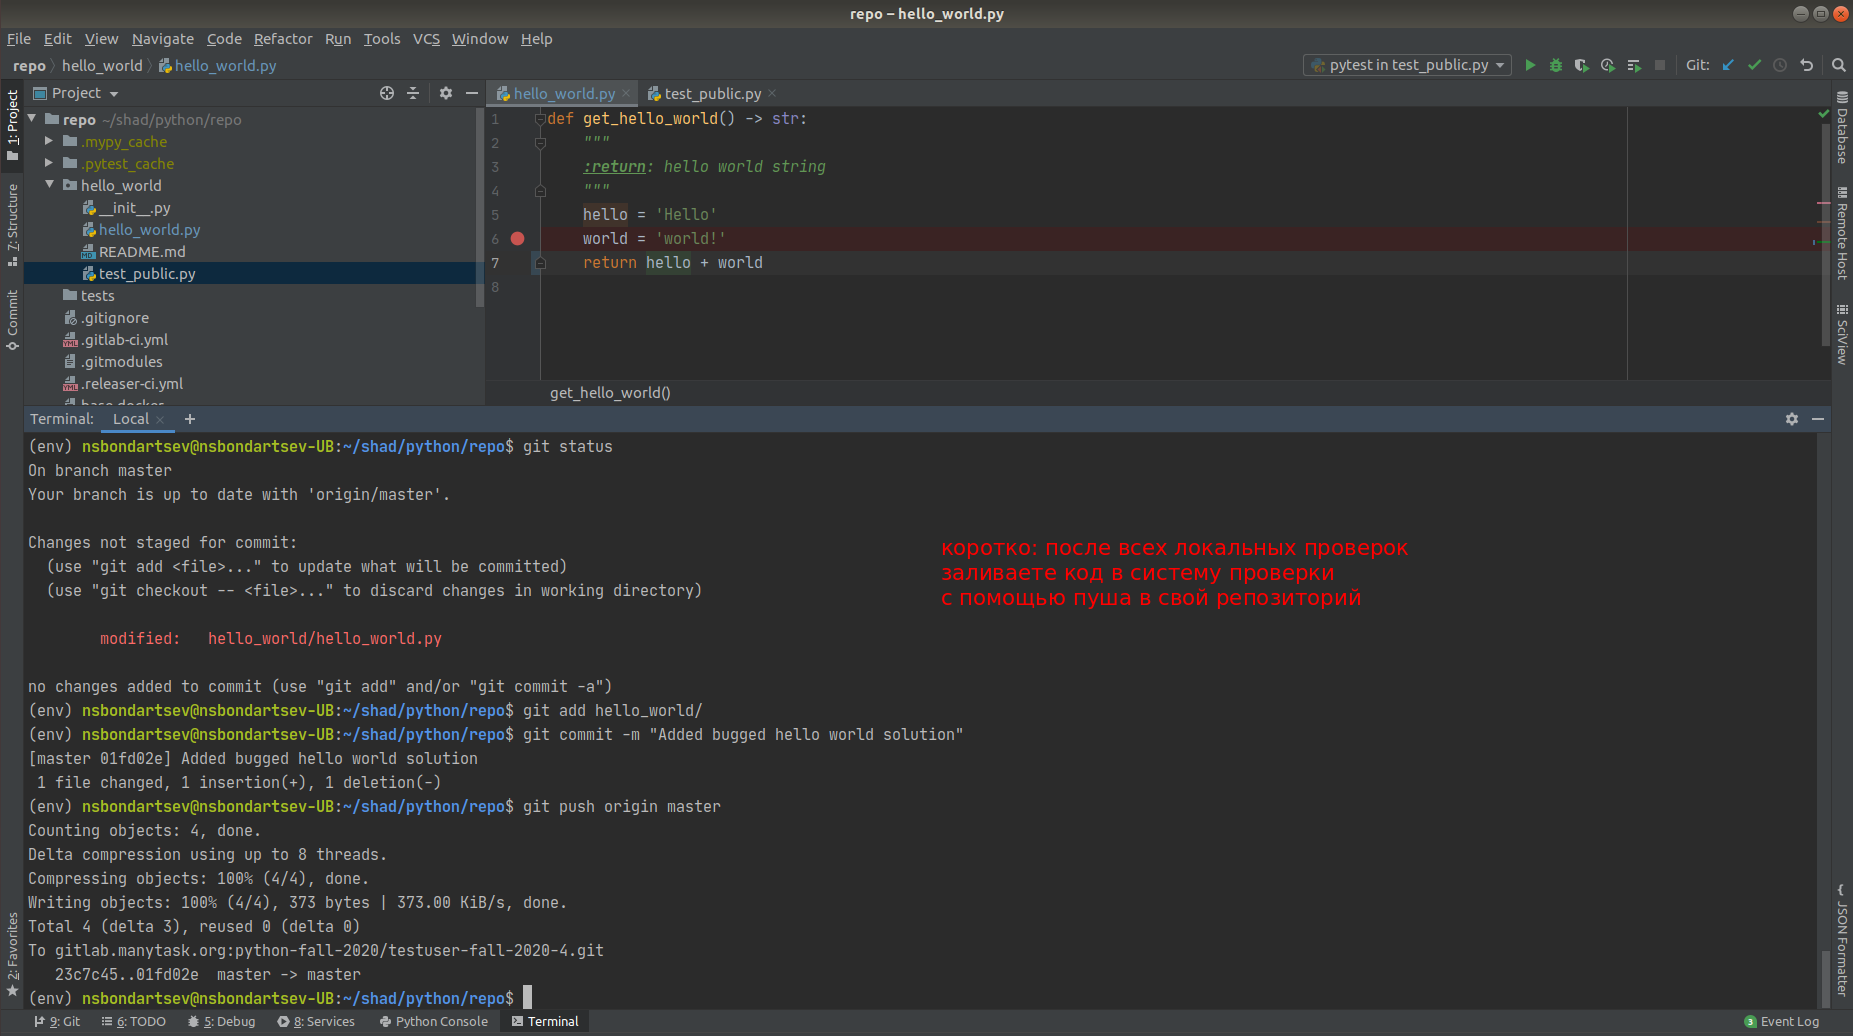 repo – hello_world.py
File Edit View Navigate Code Refactor Run Tools VCS Window Help
repo hello_world hello_world.py
pytest in test_public.py
Git:
1: Project
7: Structure
Commit
2: Favorites
Project
repo ~/shad/python/repo
.mypy_cache
.pytest_cache
hello_world
__init__.py
hello_world.py
README.md
test_public.py
tests
.gitignore
.gitlab-ci.yml
.gitmodules
.releaser-ci.yml
base.docker
hello_world.py test_public.py
1 def get_hello_world() -> str:
2 """
3 :return: hello world string
4 """
5 hello = 'Hello'
6 world = 'world!'
7 return hello + world
8
get_hello_world()
Database
Remote Host
SciView
JSON Formatter
Terminal: Local +
(env) nsbondartsev@nsbondartsev-UB:~/shad/python/repo$ git status
On branch master
Your branch is up to date with 'origin/master'.
Changes not staged for commit:
(use "git add <file>..." to update what will be committed)
(use "git checkout -- <file>..." to discard changes in working directory)
modified: hello_world/hello_world.py
no changes added to commit (use "git add" and/or "git commit -a")
(env) nsbondartsev@nsbondartsev-UB:~/shad/python/repo$ git add hello_world/
(env) nsbondartsev@nsbondartsev-UB:~/shad/python/repo$ git commit -m "Added bugged hello world solution"
[master 01fd02e] Added bugged hello world solution
1 file changed, 1 insertion(+), 1 deletion(-)
(env) nsbondartsev@nsbondartsev-UB:~/shad/python/repo$ git push origin master
Counting objects: 4, done.
Delta compression using up to 8 threads.
Compressing objects: 100% (4/4), done.
Writing objects: 100% (4/4), 373 bytes | 373.00 KiB/s, done.
Total 4 (delta 3), reused 0 (delta 0)
To gitlab.manytask.org:python-fall-2020/testuser-fall-2020-4.git
23c7c45..01fd02e master -> master
(env) nsbondartsev@nsbondartsev-UB:~/shad/python/repo$
коротко: после всех локальных проверок
заливаете код в систему проверки
с помощью пуша в свой репозиторий
9: Git 6: TODO 5: Debug 8: Services Python Console Terminal
3 Event Log